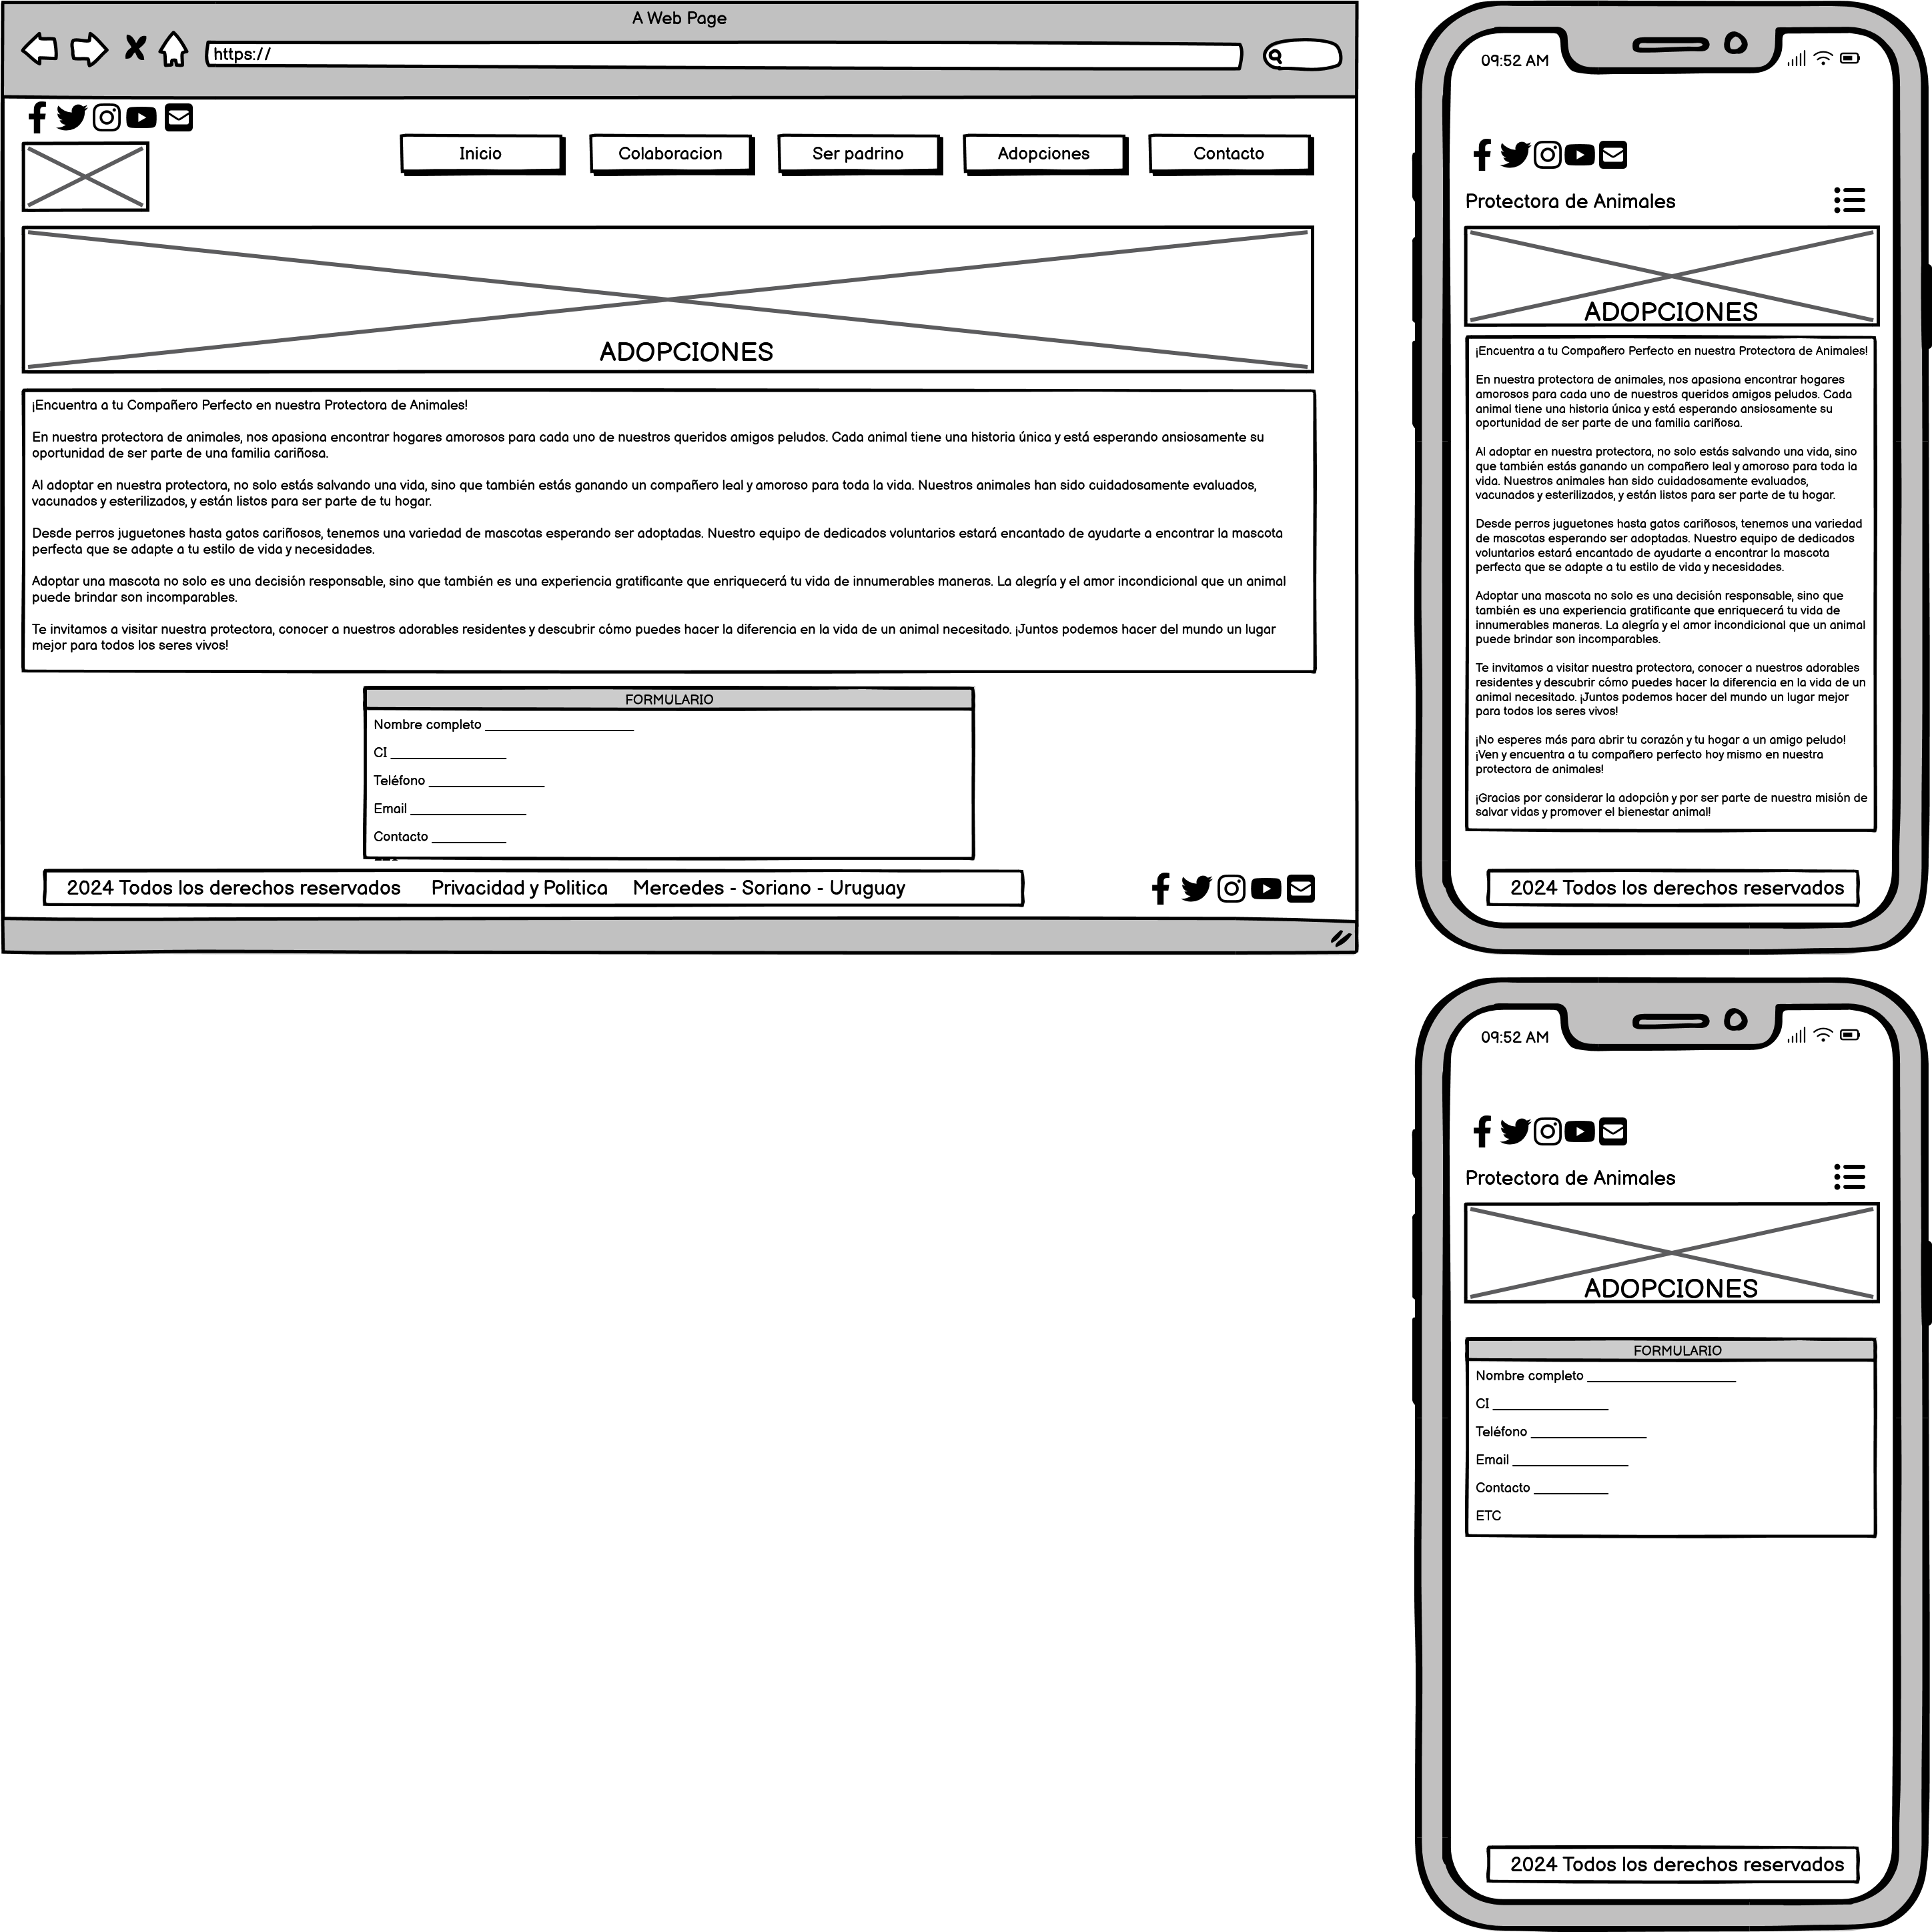 A Web Page
https://
Inicio
Colaboracion
Ser padrino
Adopciones
Contacto
ADOPCIONES
¡Encuentra a tu Compañero Perfecto en nuestra Protectora de Animales!
En nuestra protectora de animales, nos apasiona encontrar hogares amorosos para cada uno de nuestros queridos amigos peludos. Cada animal tiene una historia única y está esperando ansiosamente su
oportunidad de ser parte de una familia cariñosa.
Al adoptar en nuestra protectora, no solo estás salvando una vida, sino que también estás ganando un compañero leal y amoroso para toda la vida. Nuestros animales han sido cuidadosamente evaluados,
vacunados y esterilizados, y están listos para ser parte de tu hogar.
Desde perros juguetones hasta gatos cariñosos, tenemos una variedad de mascotas esperando ser adoptadas. Nuestro equipo de dedicados voluntarios estará encantado de ayudarte a encontrar la mascota
perfecta que se adapte a tu estilo de vida y necesidades.
Adoptar una mascota no solo es una decisión responsable, sino que también es una experiencia gratificante que enriquecerá tu vida de innumerables maneras. La alegría y el amor incondicional que un animal
puede brindar son incomparables.
Te invitamos a visitar nuestra protectora, conocer a nuestros adorables residentes y descubrir cómo puedes hacer la diferencia en la vida de un animal necesitado. ¡Juntos podemos hacer del mundo un lugar
mejor para todos los seres vivos!
FORMULARIO
Nombre completo ____________________
CI ________________
Teléfono ________________
Email ________________
Contacto __________
2024 Todos los derechos reservados Privacidad y Politica Mercedes - Soriano - Uruguay
09:52 AM
Protectora de Animales
ADOPCIONES
¡Encuentra a tu Compañero Perfecto en nuestra Protectora de Animales!
En nuestra protectora de animales, nos apasiona encontrar hogares
amorosos para cada uno de nuestros queridos amigos peludos. Cada
animal tiene una historia única y está esperando ansiosamente su
oportunidad de ser parte de una familia cariñosa.
Al adoptar en nuestra protectora, no solo estás salvando una vida, sino
que también estás ganando un compañero leal y amoroso para toda la
vida. Nuestros animales han sido cuidadosamente evaluados,
vacunados y esterilizados, y están listos para ser parte de tu hogar.
Desde perros juguetones hasta gatos cariñosos, tenemos una variedad
de mascotas esperando ser adoptadas. Nuestro equipo de dedicados
voluntarios estará encantado de ayudarte a encontrar la mascota
perfecta que se adapte a tu estilo de vida y necesidades.
Adoptar una mascota no solo es una decisión responsable, sino que
también es una experiencia gratificante que enriquecerá tu vida de
innumerables maneras. La alegría y el amor incondicional que un animal
puede brindar son incomparables.
Te invitamos a visitar nuestra protectora, conocer a nuestros adorables
residentes y descubrir cómo puedes hacer la diferencia en la vida de un
animal necesitado. ¡Juntos podemos hacer del mundo un lugar mejor
para todos los seres vivos!
¡No esperes más para abrir tu corazón y tu hogar a un amigo peludo!
¡Ven y encuentra a tu compañero perfecto hoy mismo en nuestra
protectora de animales!
¡Gracias por considerar la adopción y por ser parte de nuestra misión de
salvar vidas y promover el bienestar animal!
2024 Todos los derechos reservados
09:52 AM
Protectora de Animales
ADOPCIONES
FORMULARIO
Nombre completo ____________________
CI ________________
Teléfono ________________
Email ________________
Contacto __________
ETC
2024 Todos los derechos reservados